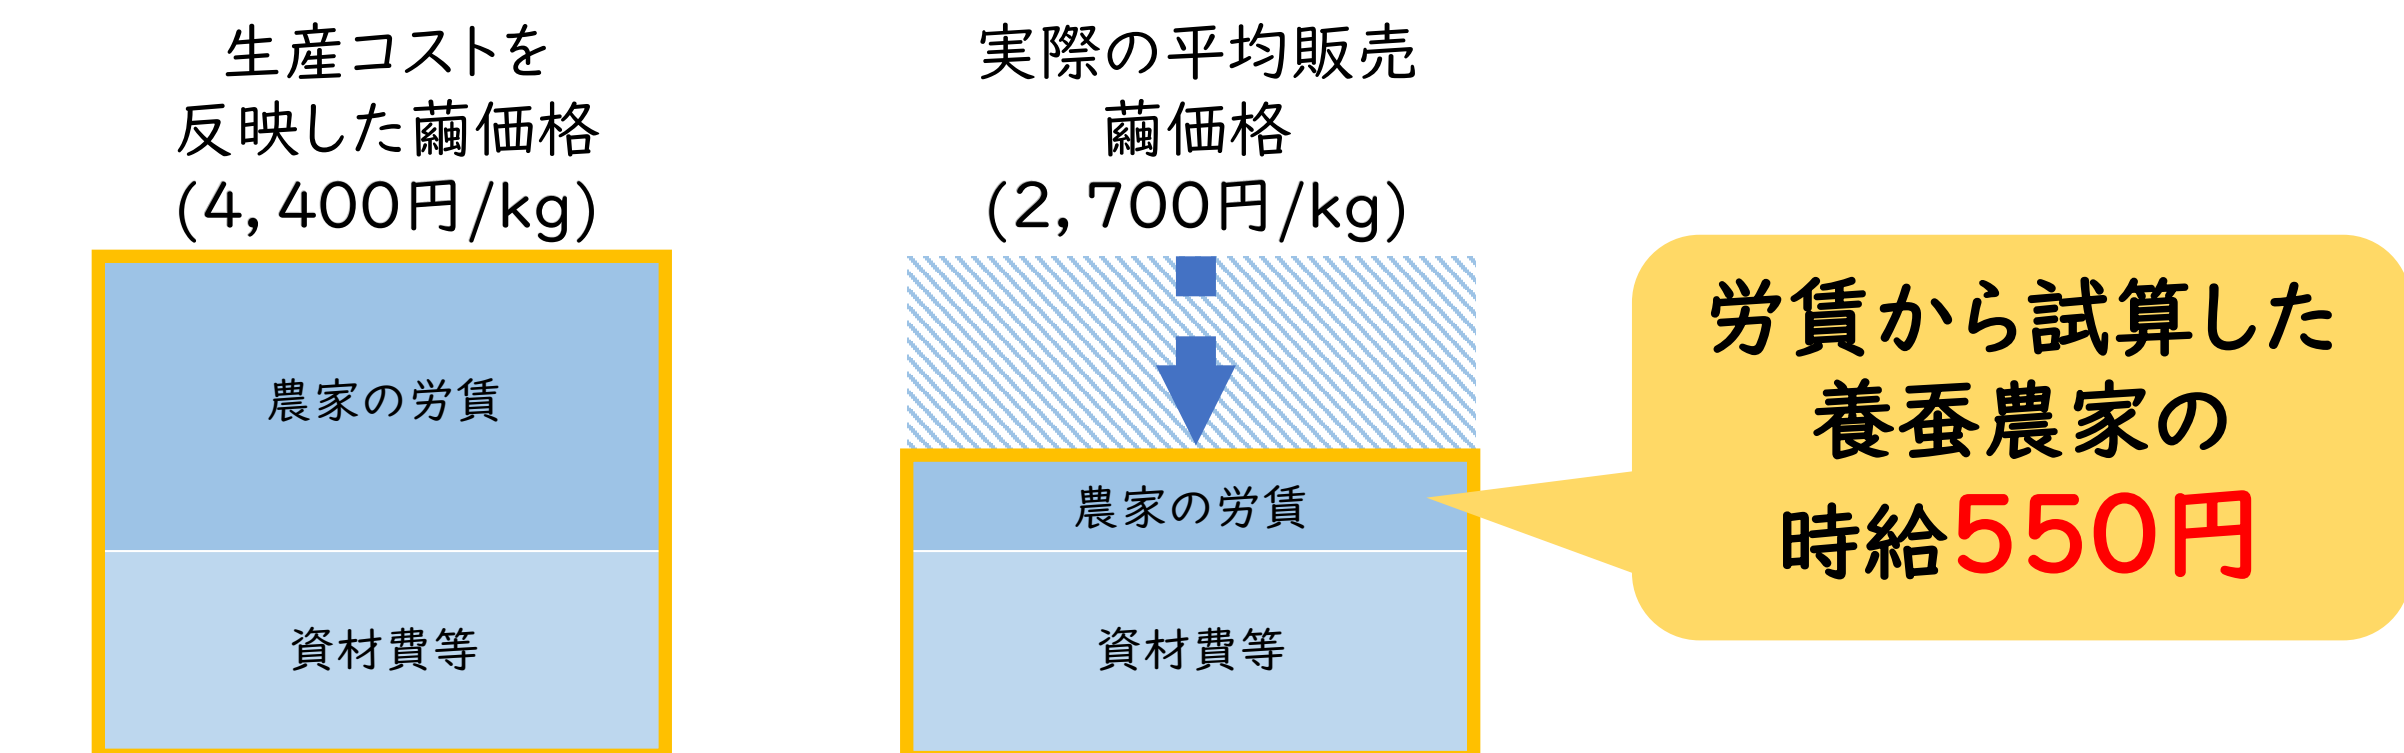 生産コストを
反映した繭価格
(4,400円/kg)
農家の労賃
資材費等
実際の平均販売
繭価格
(2,700円/kg)
農家の労賃
資材費等
労賃から試算した
養蚕農家の
時給550円